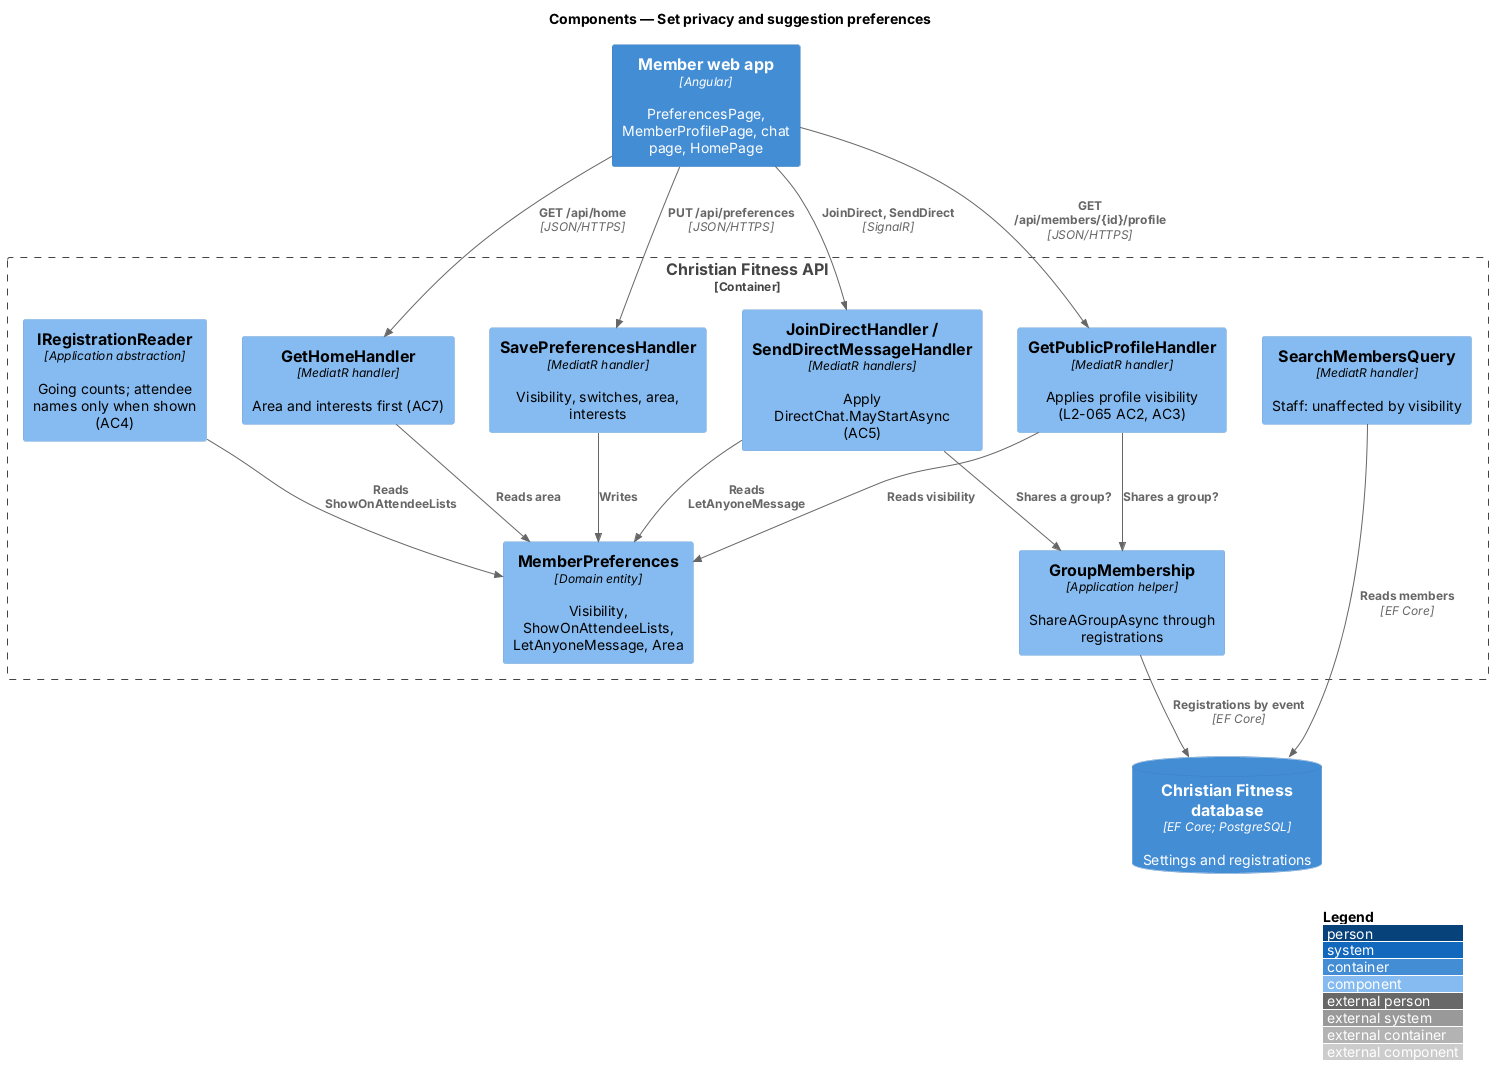 Components — Set privacy and suggestion preferences
Member web app
[Angular]
PreferencesPage,
MemberProfilePage, chat
page, HomePage
GET /api/home
[JSON/HTTPS]
PUT /api/preferences
[JSON/HTTPS]
JoinDirect, SendDirect
[SignalR]
GET
/api/members/{id}/profile
[JSON/HTTPS]
Christian Fitness API
[Container]
IRegistrationReader
[Application abstraction]
Going counts; attendee
names only when shown
(AC4)
GetHomeHandler
[MediatR handler]
Area and interests first (AC7)
SavePreferencesHandler
[MediatR handler]
Visibility, switches, area,
interests
JoinDirectHandler /
SendDirectMessageHandler
[MediatR handlers]
Apply
DirectChat.MayStartAsync
(AC5)
GetPublicProfileHandler
[MediatR handler]
Applies profile visibility
(L2-065 AC2, AC3)
SearchMembersQuery
[MediatR handler]
Staff: unaffected by visibility
Reads
ShowOnAttendeeLists
Reads area
Writes
Reads
LetAnyoneMessage
Reads visibility
Shares a group?
Shares a group?
MemberPreferences
[Domain entity]
Visibility,
ShowOnAttendeeLists,
LetAnyoneMessage, Area
GroupMembership
[Application helper]
ShareAGroupAsync through
registrations
Reads members
[EF Core]
Registrations by event
[EF Core]
Christian Fitness
database
[EF Core; PostgreSQL]
Settings and registrations
Legend
person
system
container
component
external person
external system
external container
external component